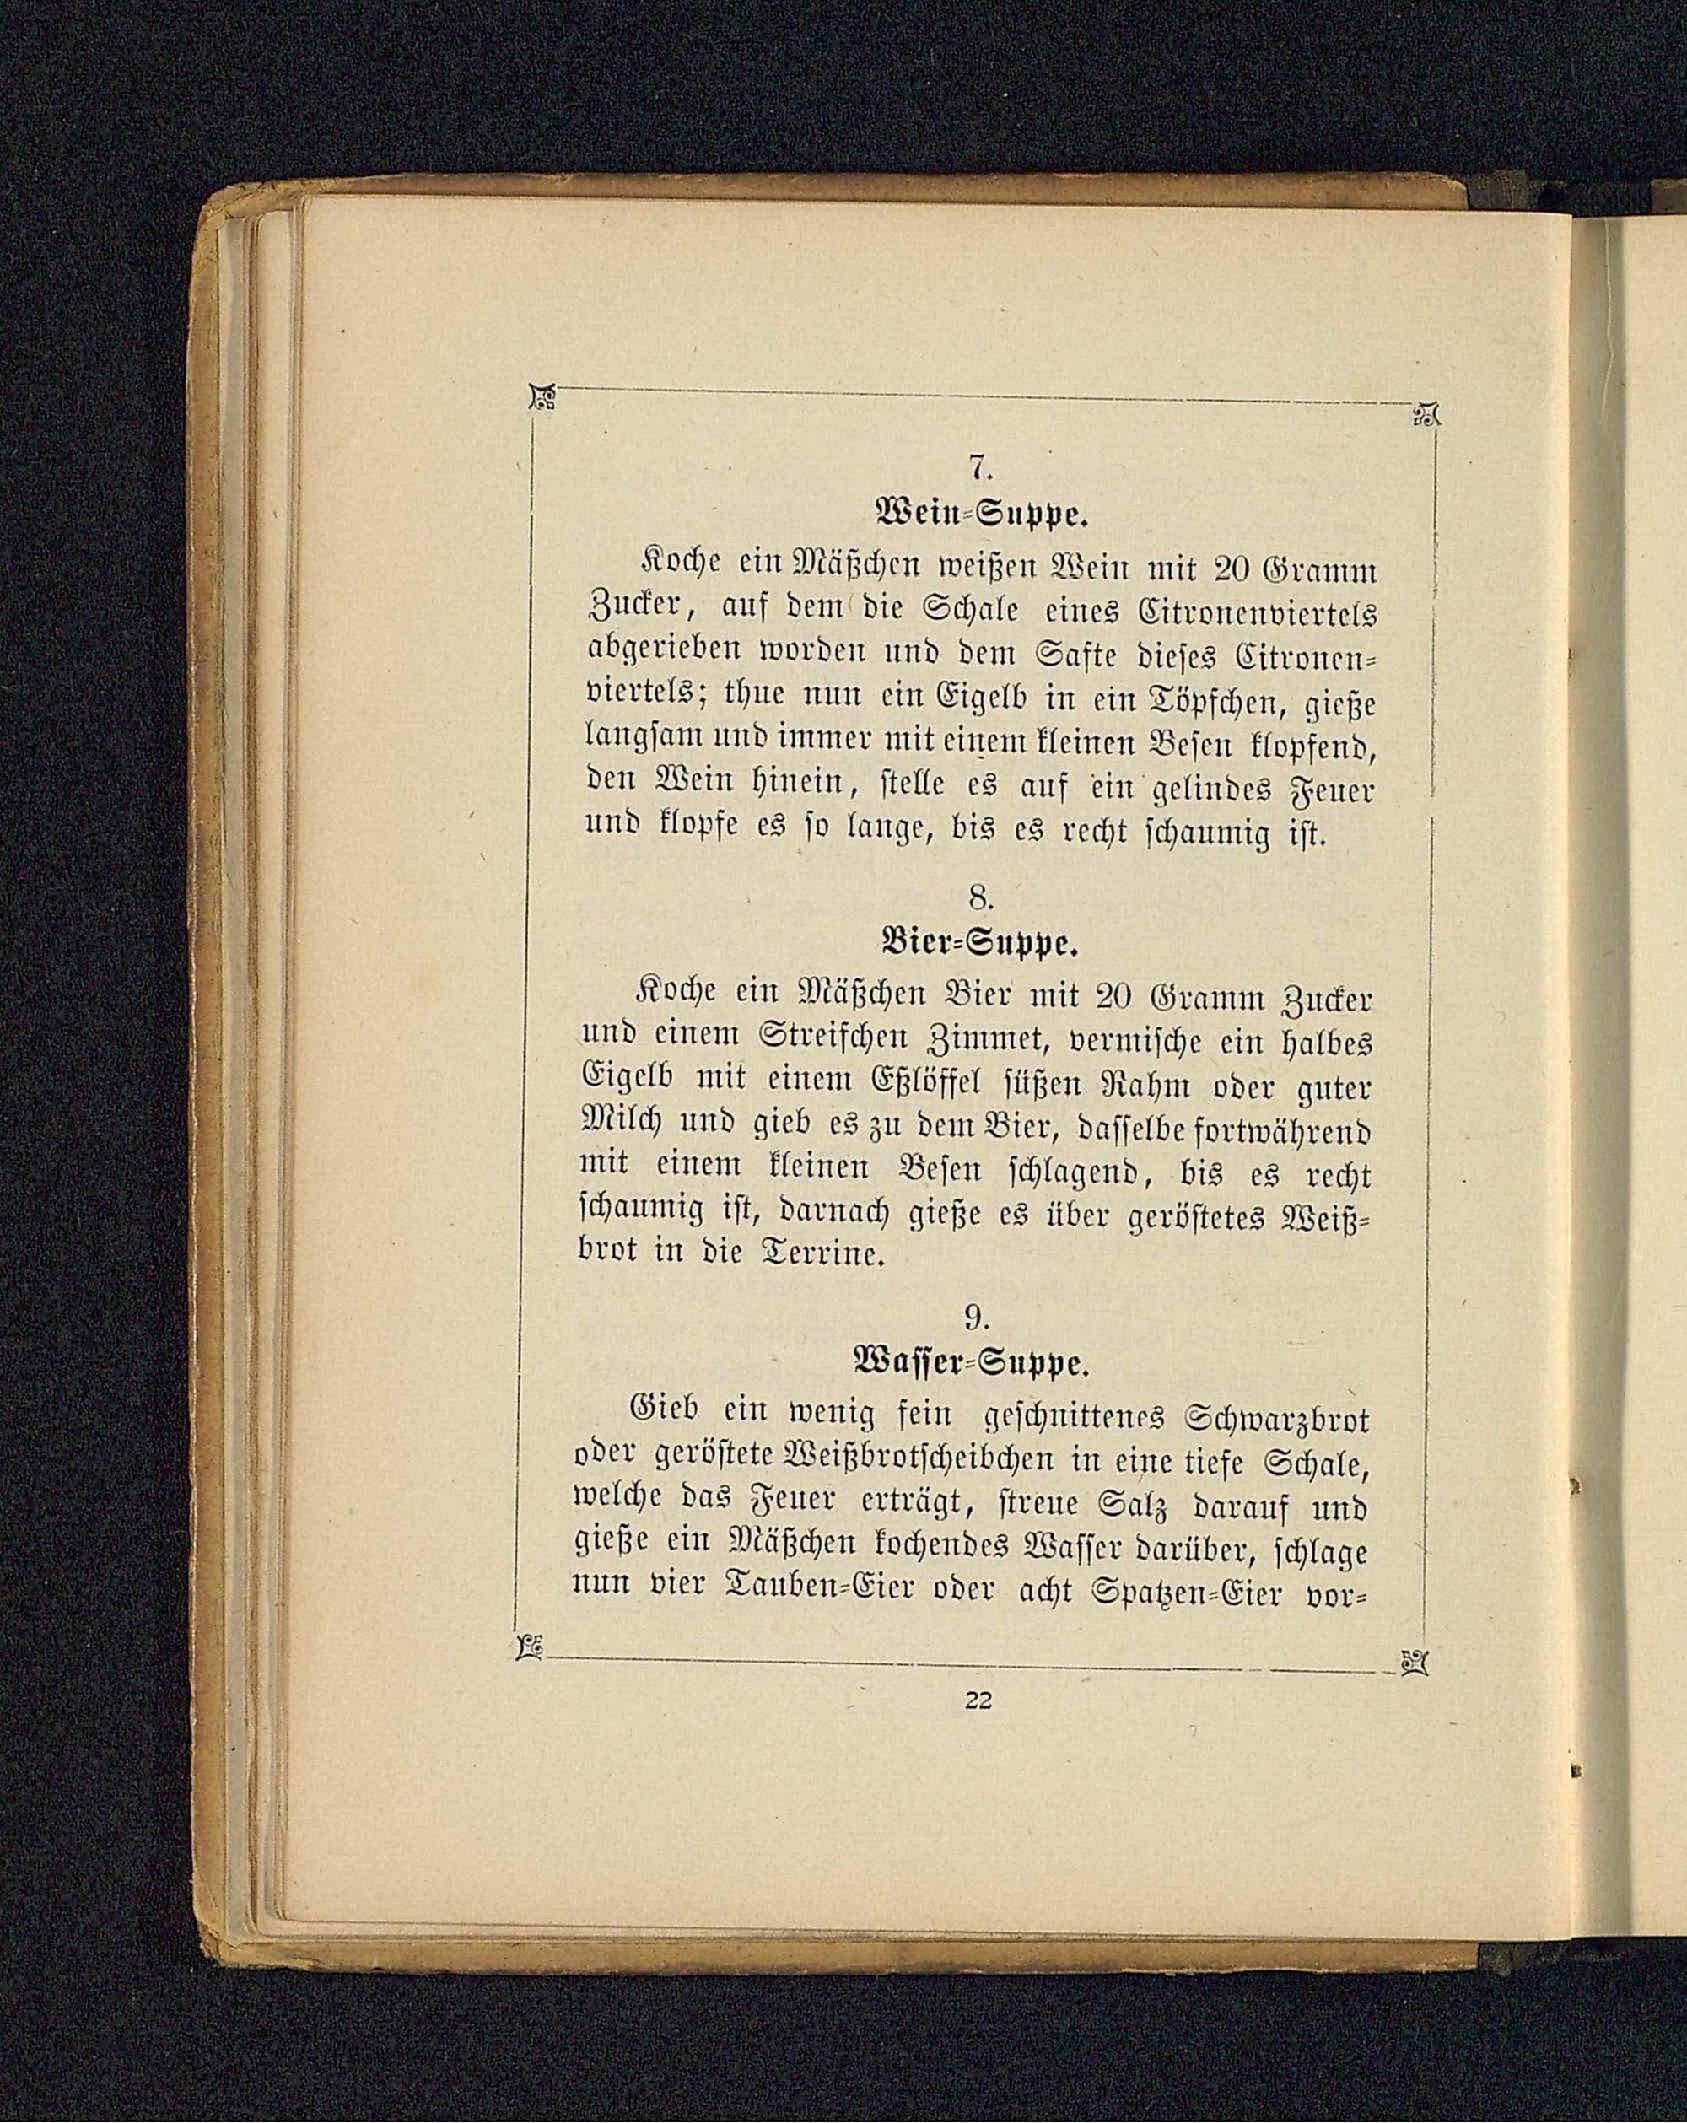 7.
Wein-Suppe.
Koche ein Mäßchen weißen Wein mit 20 Gramm
Zucker, auf dem die Schale eines Citronenviertels
abgerieben worden und dem Safte dieses Citronen-
viertels; thue nun ein Eigelb in ein Töpfchen, gieße
langsam und immer mit einem kleinen Besen klopfend,
den Wein hinein, stelle es auf ein gelindes Feuer
und klopfe es so lange, bis es recht schaumig ist.
8.
Bier-Suppe.
Koche ein Mäßchen Bier mit 20 Gramm Zucker
und einem Streifchen Zimmet, vermische ein halbes
Eigelb mit einem Eßlöffel süßen Rahm oder guter
Milch und gieb es zu dem Bier, dasselbe fortwährend
mit einem kleinen Besen schlagend, bis es recht
schaumig ist, darnach gieße es über geröstetes Weiß-
brot in die Terrine.
9.
Wasser-Suppe.
Gieb ein wenig fein geschnittenes Schwarzbrot
oder geröstete Weißbrotscheibchen in eine tiefe Schale,
welche das Feuer erträgt, streue Salz darauf und
gieße ein Mäßchen kochendes Wasser darüber, schlage
nun vier Tauben-Eier oder acht Spatzen-Eier vor-
22